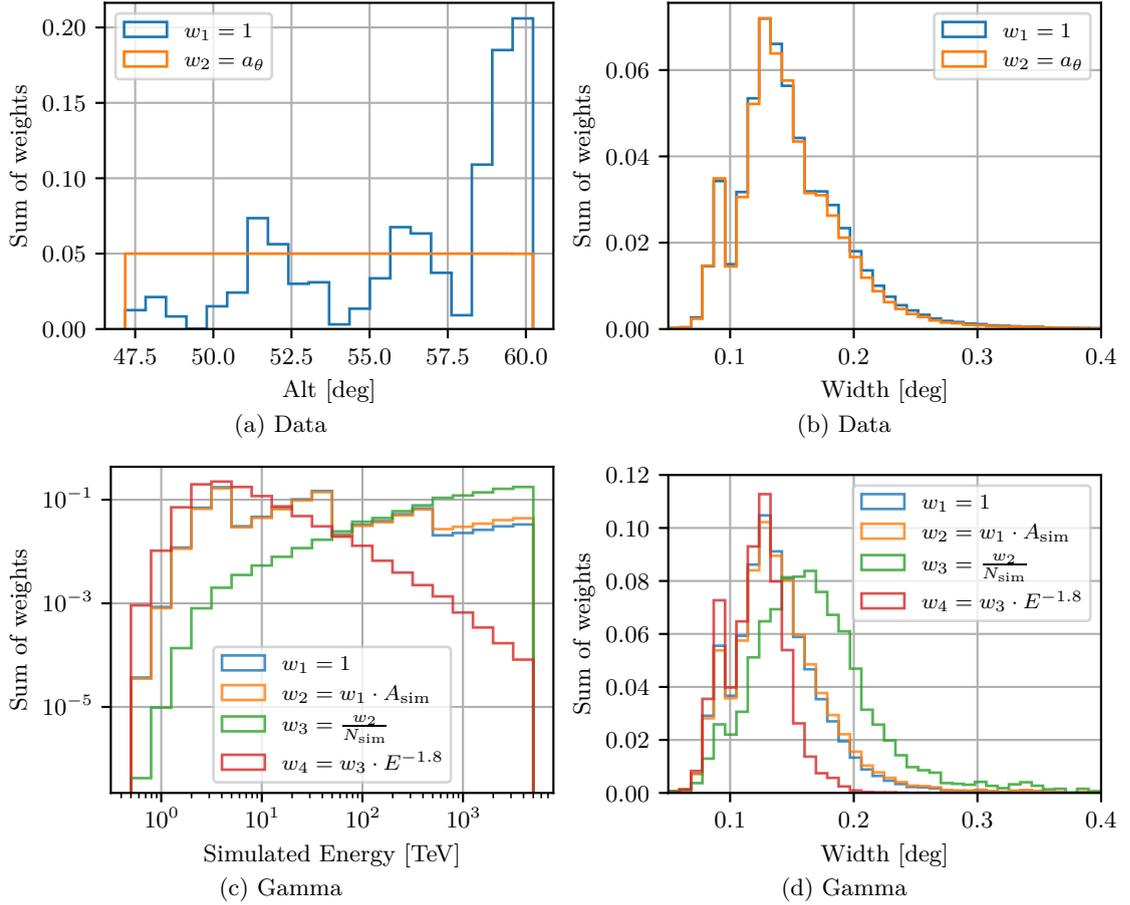 0.20
0.15
0.10
0.05
0.00
Sum of weights
w₁ = 1
w₂ = a_θ
47.5 50.0 52.5 55.0 57.5 60.0
Alt [deg]
(a) Data
0.06
0.04
0.02
0.00
Sum of weights
w₁ = 1
w₂ = a_θ
0.1 0.2 0.3 0.4
Width [deg]
(b) Data
10⁻¹
10⁻³
10⁻⁵
Sum of weights
w₁ = 1
w₂ = w₁ · A_sim
w₃ = w₂/N_sim
w₄ = w₃ · E^−1.8
10⁰ 10¹ 10² 10³
Simulated Energy [TeV]
(c) Gamma
0.12
0.10
0.08
0.06
0.04
0.02
0.00
Sum of weights
w₁ = 1
w₂ = w₁ · A_sim
w₃ = w₂/N_sim
w₄ = w₃ · E^−1.8
0.1 0.2 0.3 0.4
Width [deg]
(d) Gamma